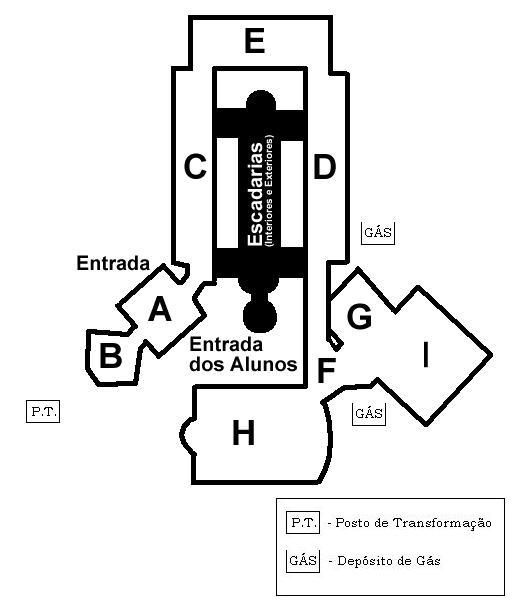 E
C
Escadarias
(Interiores e Exteriores)
D
GÁS
Entrada
A
G
B
Entrada
dos Alunos
I
F
P.T.
GÁS
H
P.T. - Posto de Transformação
GÁS - Depósito de Gás